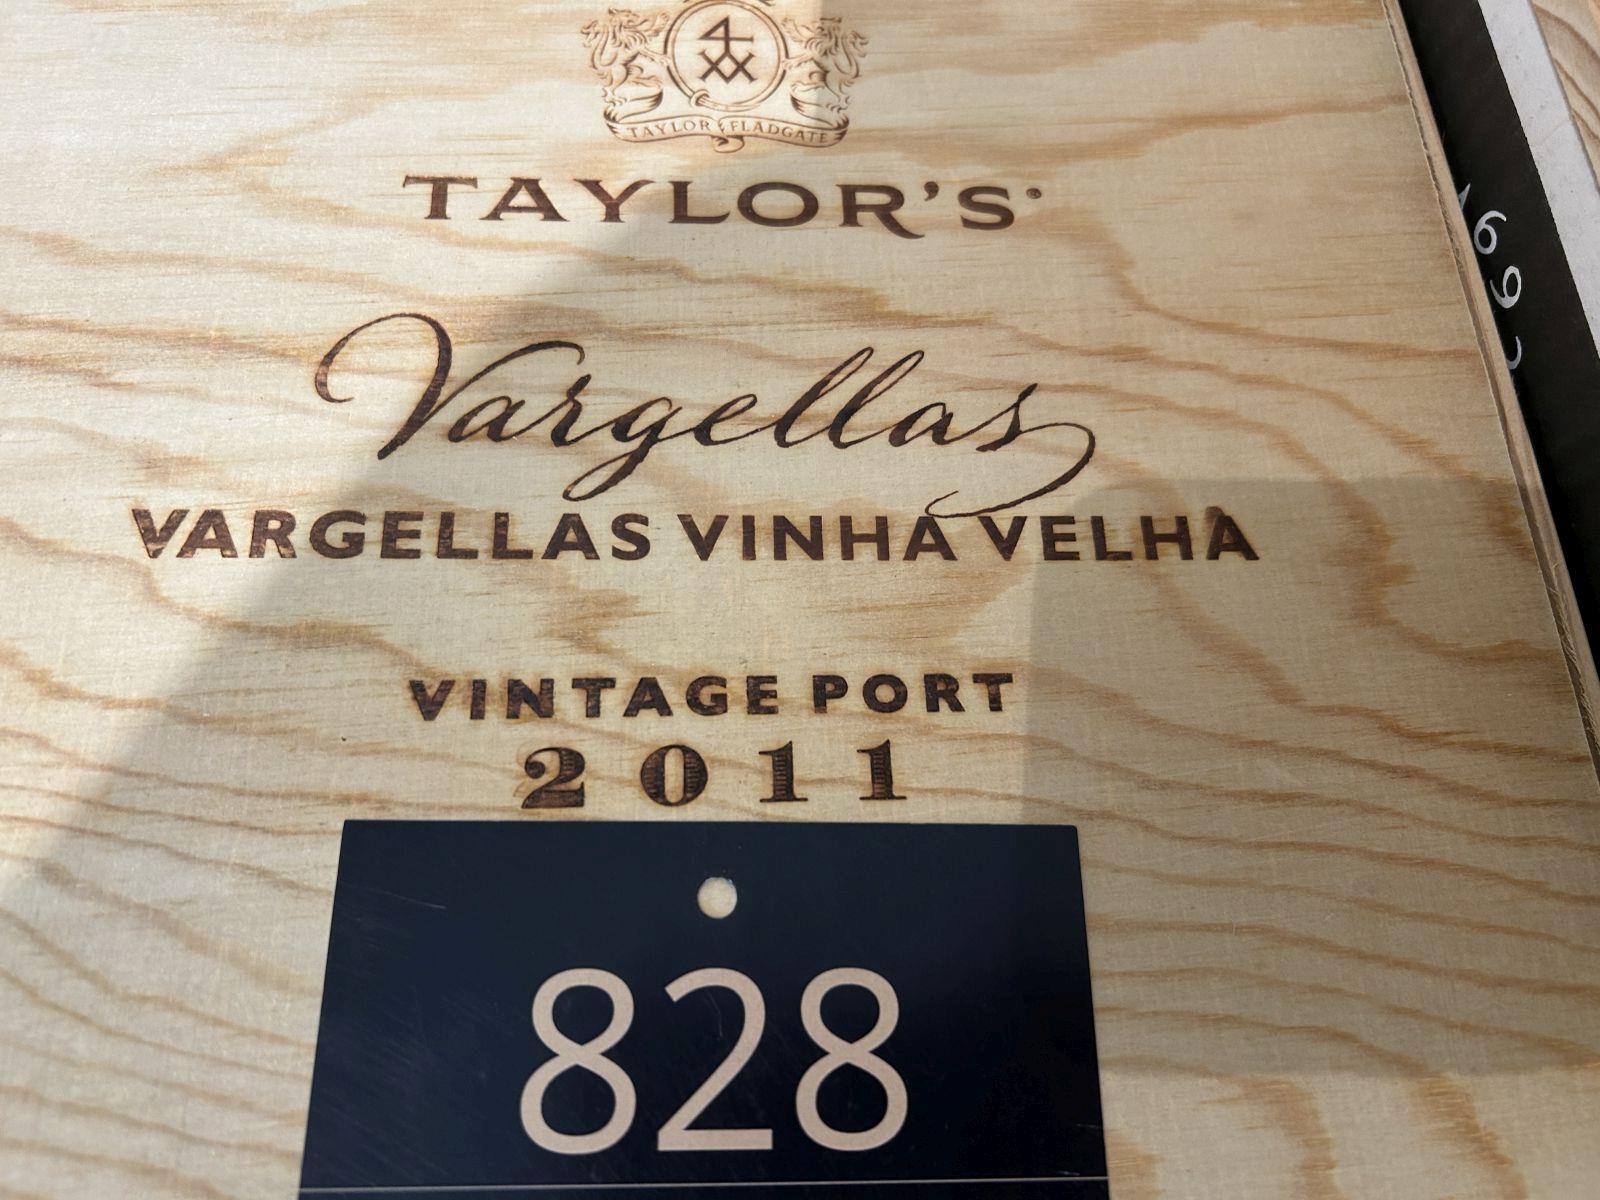 TAYLOR FLADGATE
TAYLOR'S
Vargellas
VARGELLAS VINHA VELHA
VINTAGE PORT
2011
828